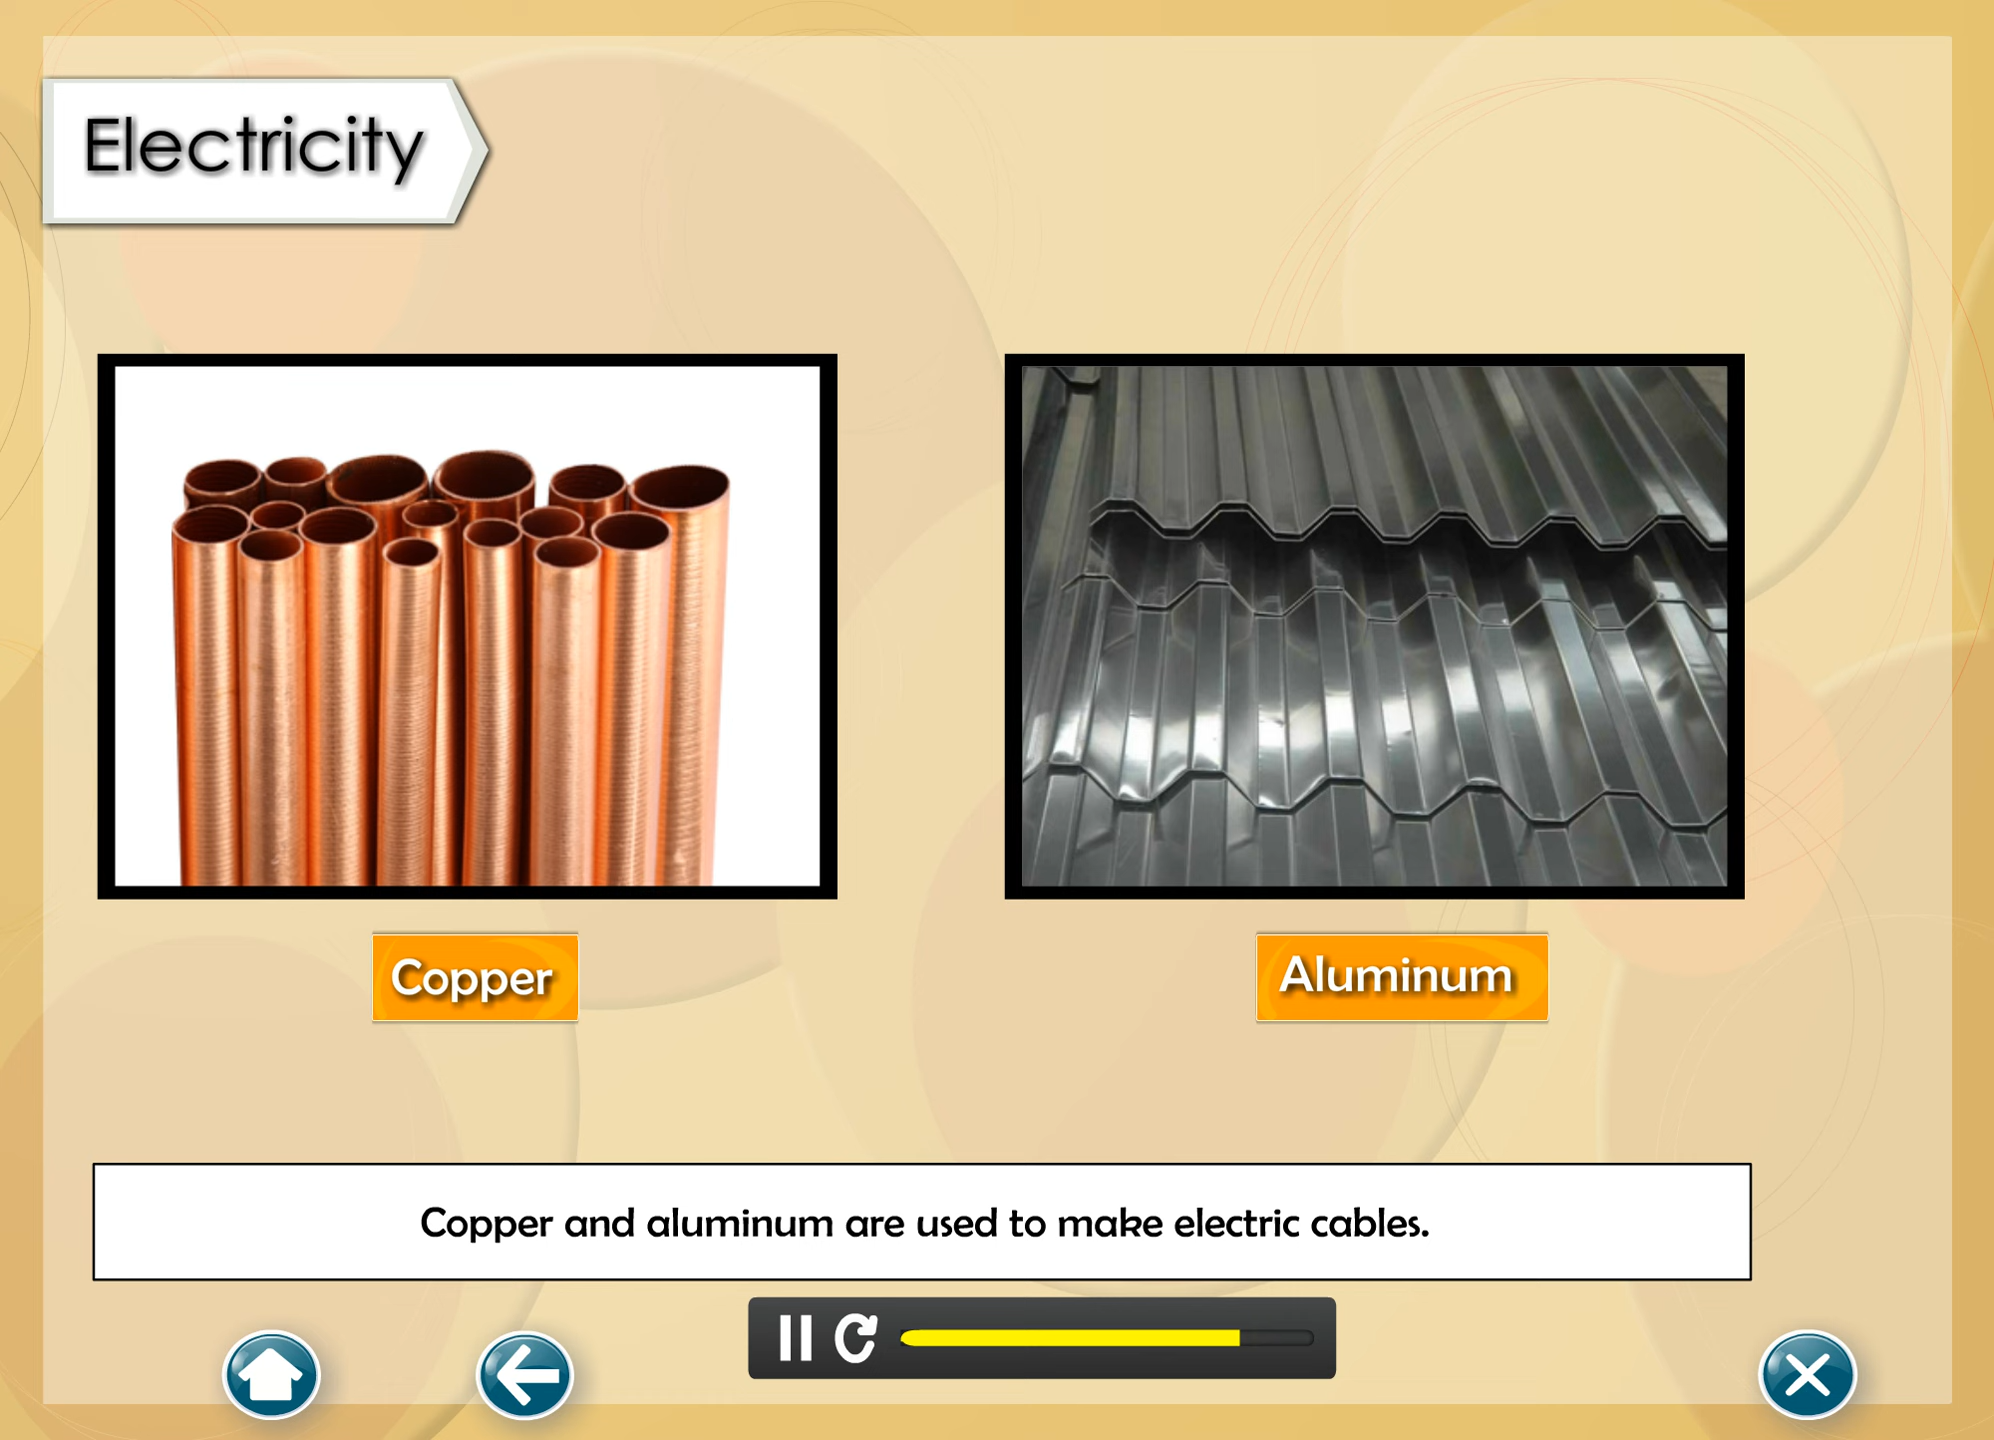 Electricity
Copper
Aluminum
Copper and aluminum are used to make electric cables.